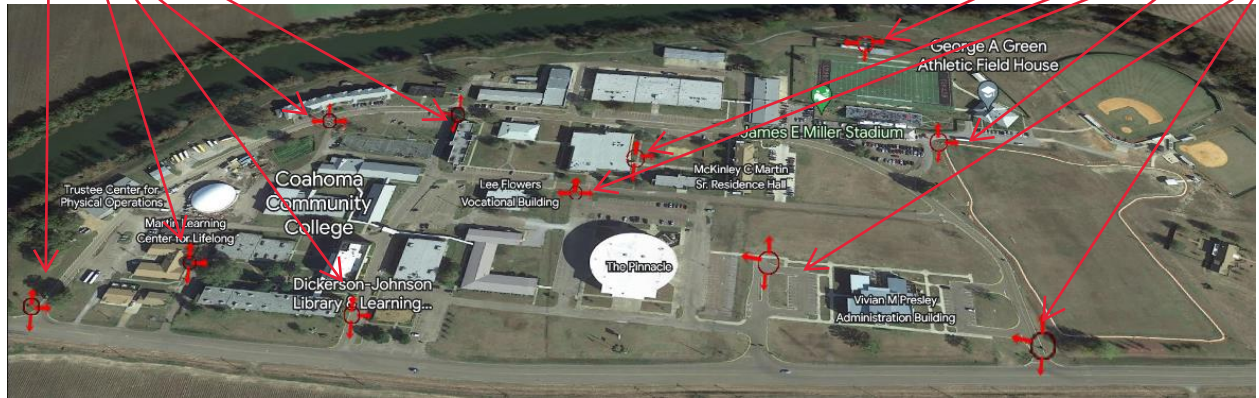 George A Green
Athletic Field House
James E Miller Stadium
McKinley C Martin
Sr. Residence Hall
Lee Flowers
Vocational Building
Coahoma
Community
College
Trustee Center for
Physical Operations
Martin Learning
Center for Lifelong
The Pinnacle
Dickerson-Johnson
Library & Learning...
Vivian M Presley
Administration Building